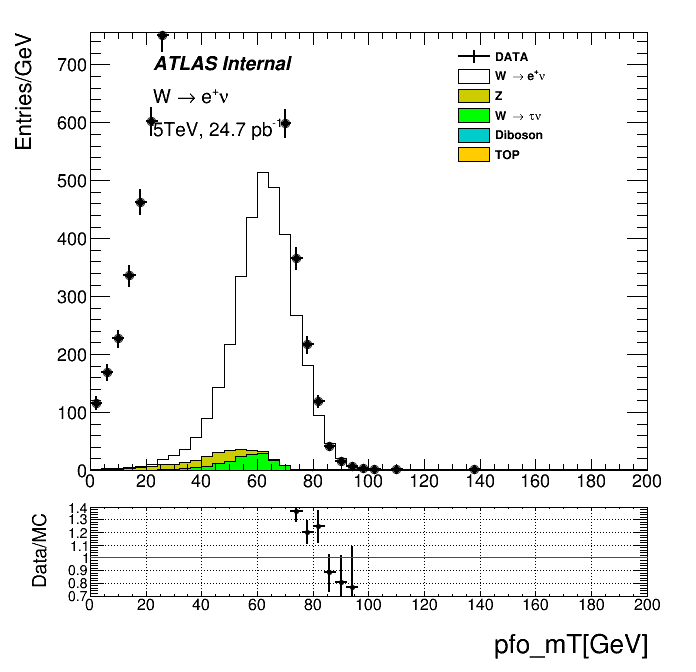 Entries/GeV
700
600
500
400
300
200
100
0
ATLAS Internal
W → e⁺ν
5TeV, 24.7 pb⁻¹
DATA
W → e⁺ν
Z
W → τν
Diboson
TOP
0 20 40 60 80 100 120 140 160 180 200
Data/MC
1.4
1.3
1.2
1.1
1
0.9
0.8
0.7
0 20 40 60 80 100 120 140 160 180 200
pfo_mT[GeV]